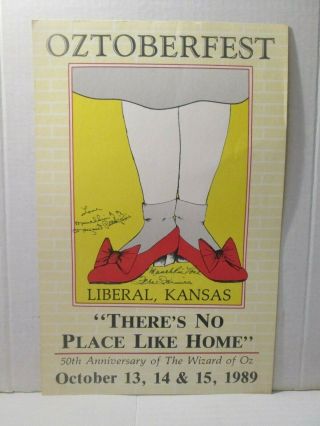 OZTOBERFEST
Love
LIBERAL, KANSAS
"THERE'S NO
PLACE LIKE HOME"
50th Anniversary of The Wizard of Oz
October 13, 14 & 15, 1989